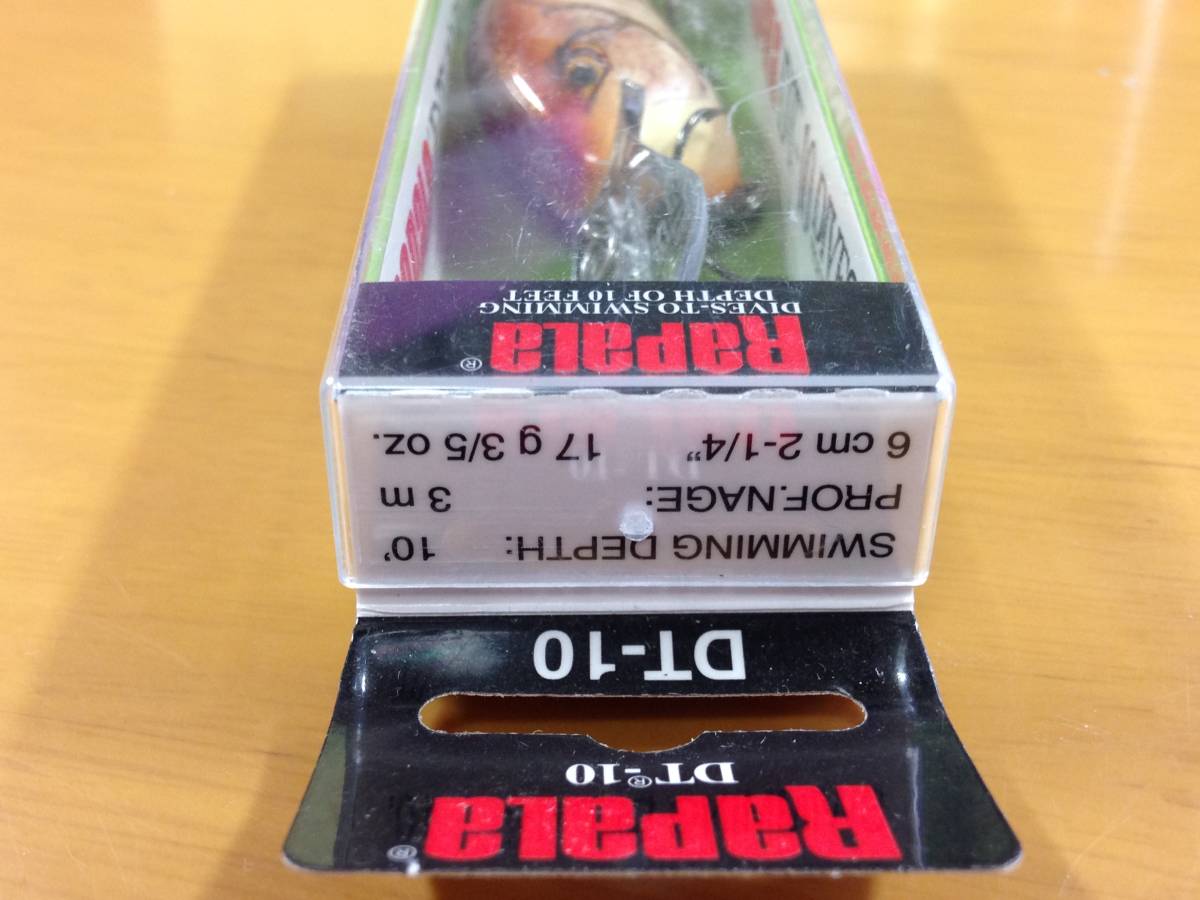 RAPALA®
DT®-10
DT-10
SWIMMING DEPTH: 10'
PROF.NAGE: 3 m
6 cm 2-1/4” 17 g 3/5 oz.
RAPALA®
DIVES-TO SWIMMING
DEPTH OF 10 FEET